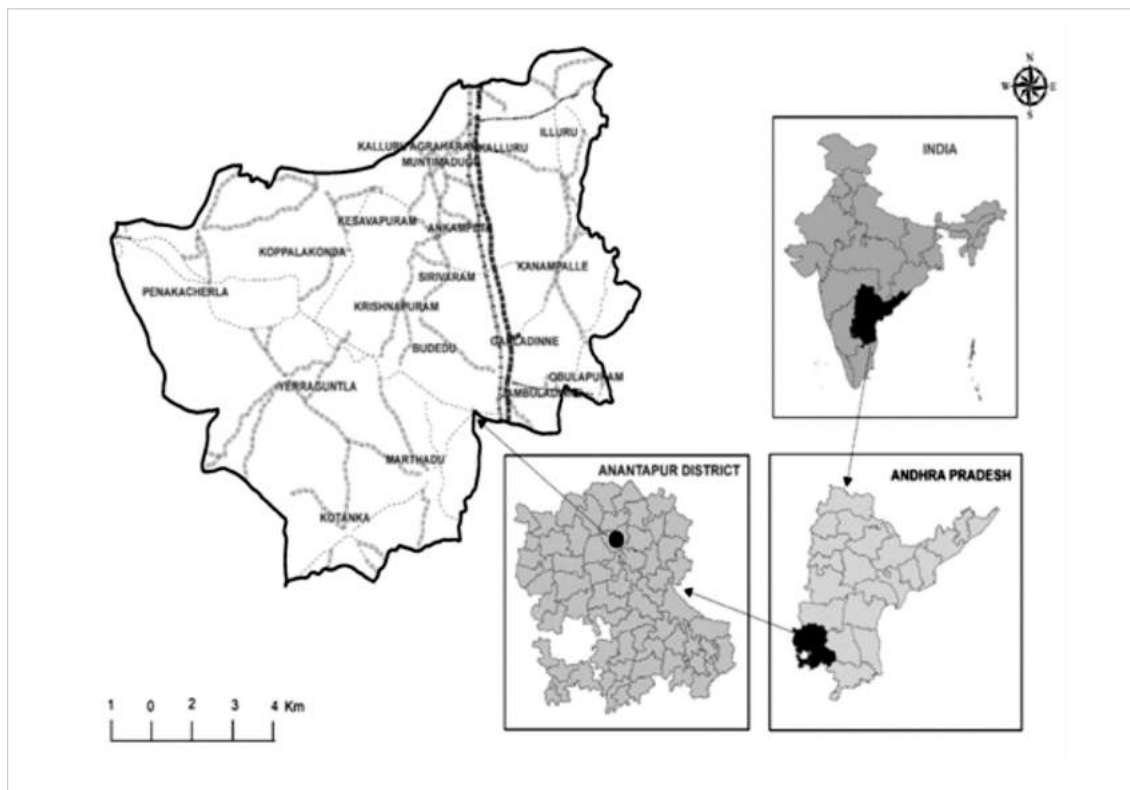 N
W E
S
ILLURU
KALLURU AGRAHARAM KALLURU
MUNTIMADUGU
KESAVAPURAM
ANKAMPETA
KOPPALAKONDA
KANAMPALLE
SIRIVARAM
PENAKACHERLA
KRISHNAPURAM
GARLADINNE
BUDEDU
OBULAPURAM
YERRAGUNTLA
MARTHADU
KOTANKA
INDIA
ANANTAPUR DISTRICT
ANDHRA PRADESH
1 0 2 3 4 Km